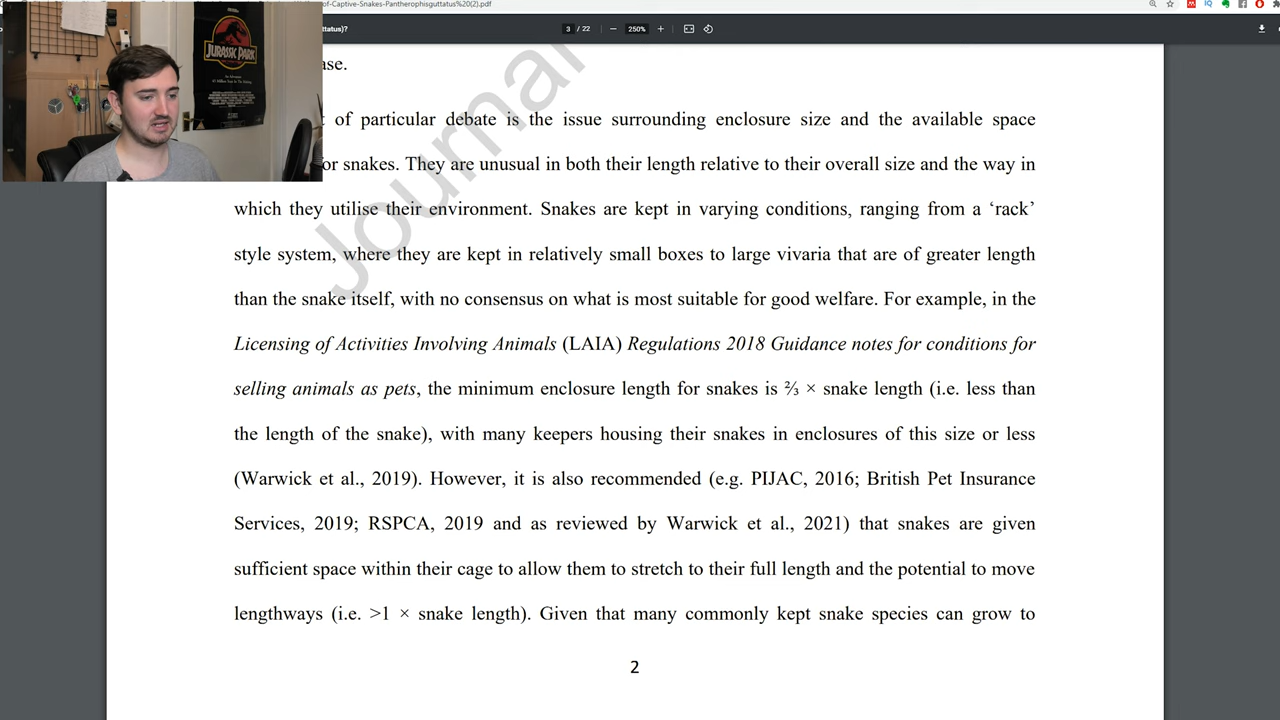 of-Captive-Snakes-Pantherophisguttatus%20(2).pdf
uttatus)?
3 / 22
250%
JURASSIC PARK
Journal
ase.
of particular debate is the issue surrounding enclosure size and the available space
or snakes. They are unusual in both their length relative to their overall size and the way in
which they utilise their environment. Snakes are kept in varying conditions, ranging from a ‘rack’
style system, where they are kept in relatively small boxes to large vivaria that are of greater length
than the snake itself, with no consensus on what is most suitable for good welfare. For example, in the
Licensing of Activities Involving Animals (LAIA) Regulations 2018 Guidance notes for conditions for
selling animals as pets, the minimum enclosure length for snakes is ⅔ × snake length (i.e. less than
the length of the snake), with many keepers housing their snakes in enclosures of this size or less
(Warwick et al., 2019). However, it is also recommended (e.g. PIJAC, 2016; British Pet Insurance
Services, 2019; RSPCA, 2019 and as reviewed by Warwick et al., 2021) that snakes are given
sufficient space within their cage to allow them to stretch to their full length and the potential to move
lengthways (i.e. >1 × snake length). Given that many commonly kept snake species can grow to
2